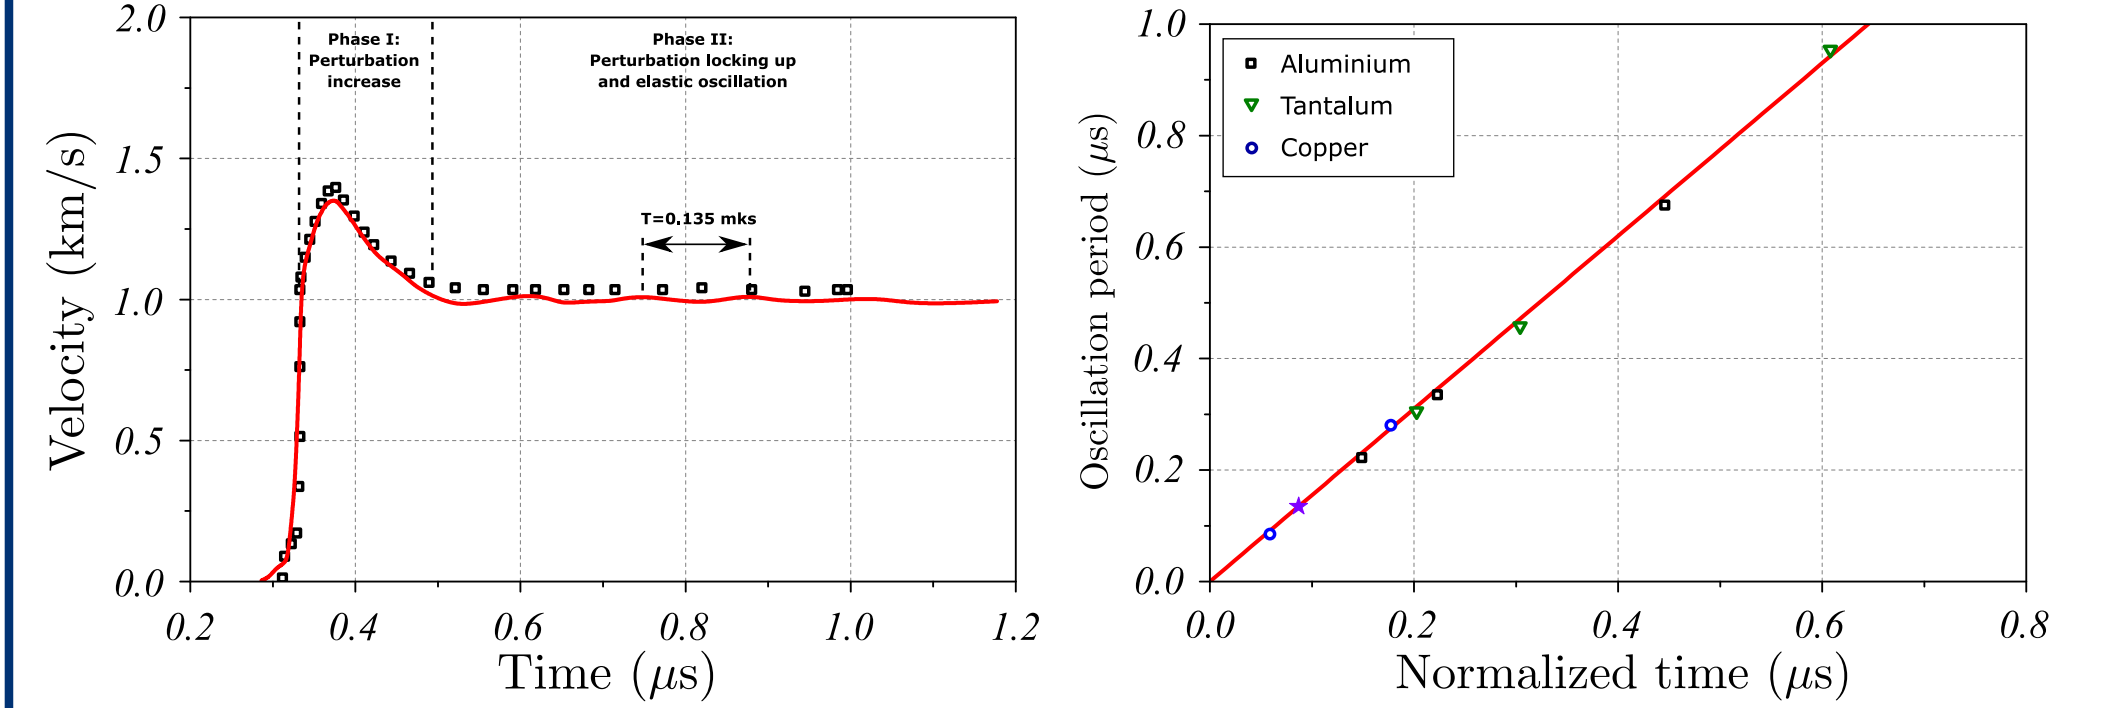 2.0
1.5
1.0
0.5
0.0
0.2
0.4
0.6
0.8
1.0
1.2
Velocity (km/s)
Time (μs)
Phase I:
Perturbation
increase
Phase II:
Perturbation locking up
and elastic oscillation
T=0.135 mks
1.0
0.8
0.6
0.4
0.2
0.0
0.0
0.2
0.4
0.6
0.8
Oscillation period (μs)
Normalized time (μs)
Aluminium
Tantalum
Copper